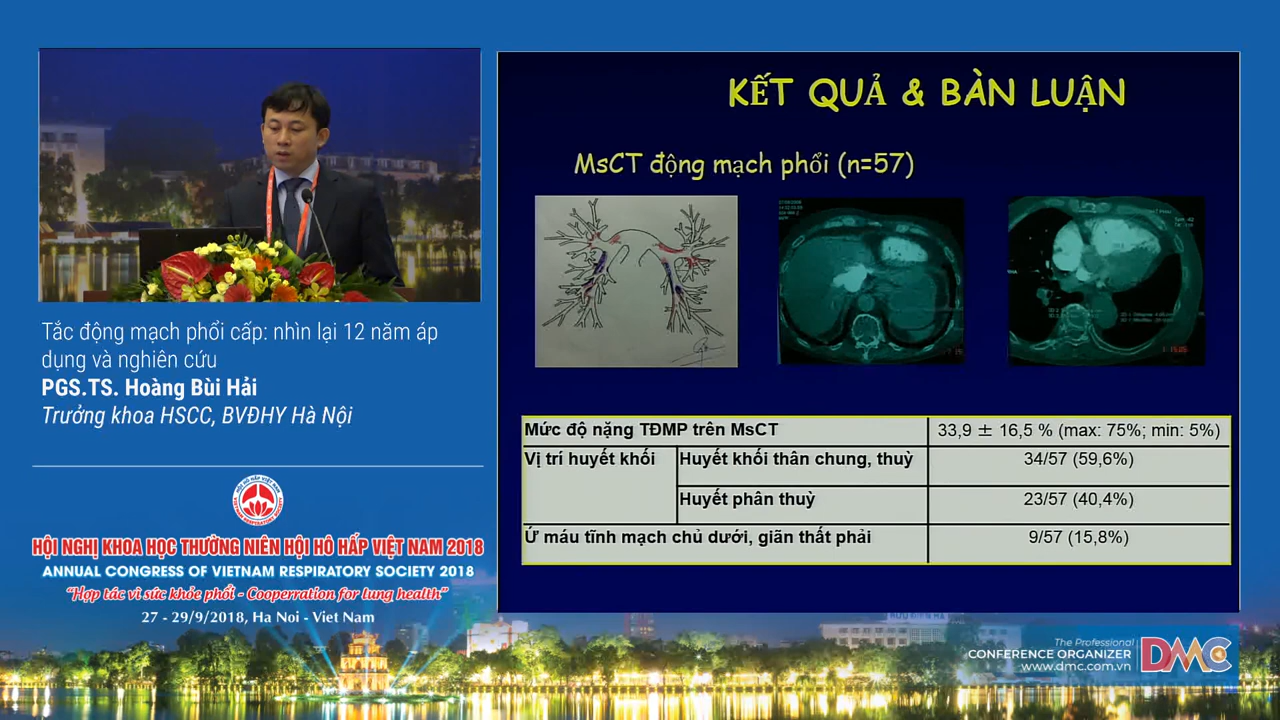 KẾT QUẢ & BÀN LUẬN
MsCT động mạch phổi (n=57)
Mức độ nặng TĐMP trên MsCT
33,9 ± 16,5 % (max: 75%; min: 5%)
Vị trí huyết khối
Huyết khối thân chung, thuỳ
34/57 (59,6%)
Huyết phân thuỳ
23/57 (40,4%)
Ứ máu tĩnh mạch chủ dưới, giãn thất phải
9/57 (15,8%)
Tắc động mạch phổi cấp: nhìn lại 12 năm áp
dụng và nghiên cứu
PGS.TS. Hoàng Bùi Hải
Trưởng khoa HSCC, BVĐHY Hà Nội
HỘI HÔ HẤP VIỆT NAM
HỘI NGHỊ KHOA HỌC THƯỜNG NIÊN HỘI HÔ HẤP VIỆT NAM 2018
ANNUAL CONGRESS OF VIETNAM RESPIRATORY SOCIETY 2018
"Hợp tác vì sức khỏe phổi - Cooperration for lung health"
27 - 29/9/2018, Ha Noi - Viet Nam
The Professional
CONFERENCE ORGANIZER
www.dmc.com.vn
DMC